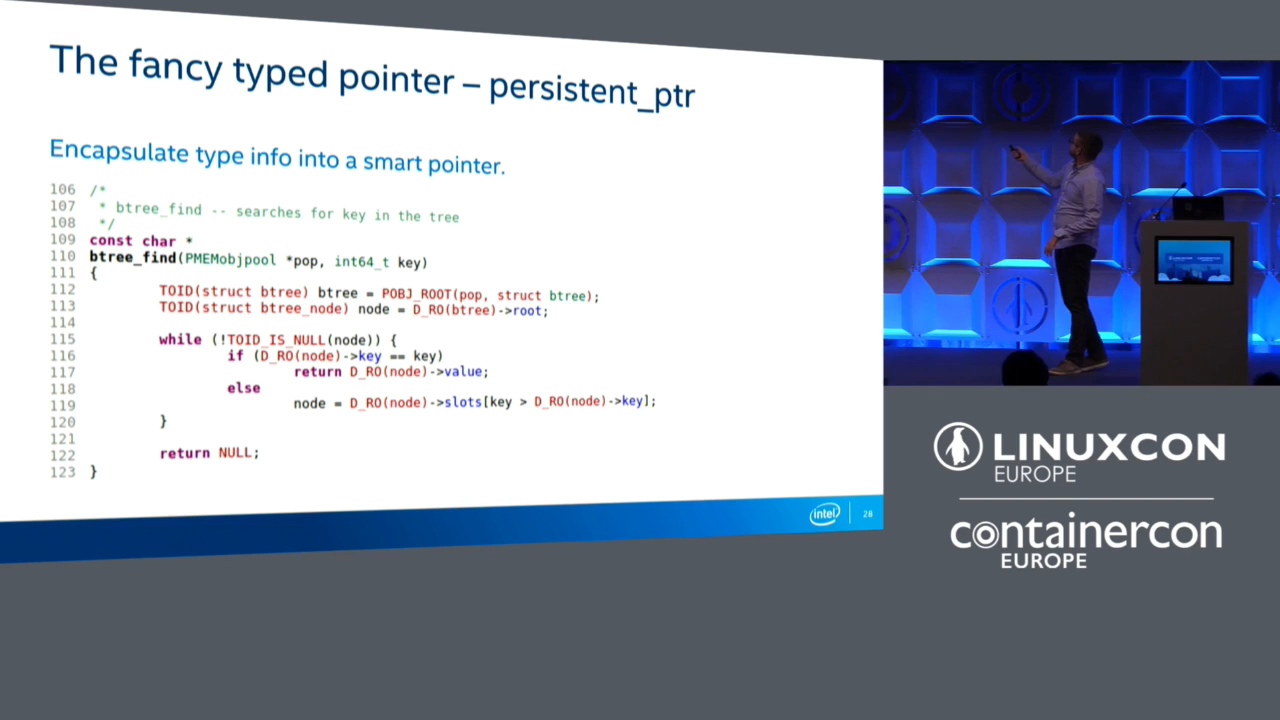 The fancy typed pointer – persistent_ptr
Encapsulate type info into a smart pointer.
106 /*
107  * btree_find -- searches for key in the tree
108  */
109 const char *
110 btree_find(PMEMobjpool *pop, int64_t key)
111 {
112         TOID(struct btree) btree = POBJ_ROOT(pop, struct btree);
113         TOID(struct btree_node) node = D_RO(btree)->root;
114
115         while (!TOID_IS_NULL(node)) {
116                 if (D_RO(node)->key == key)
117                         return D_RO(node)->value;
118                 else
119                         node = D_RO(node)->slots[key > D_RO(node)->key];
120         }
121
122         return NULL;
123 }
intel
20
LINUXCON
EUROPE
containercon
EUROPE